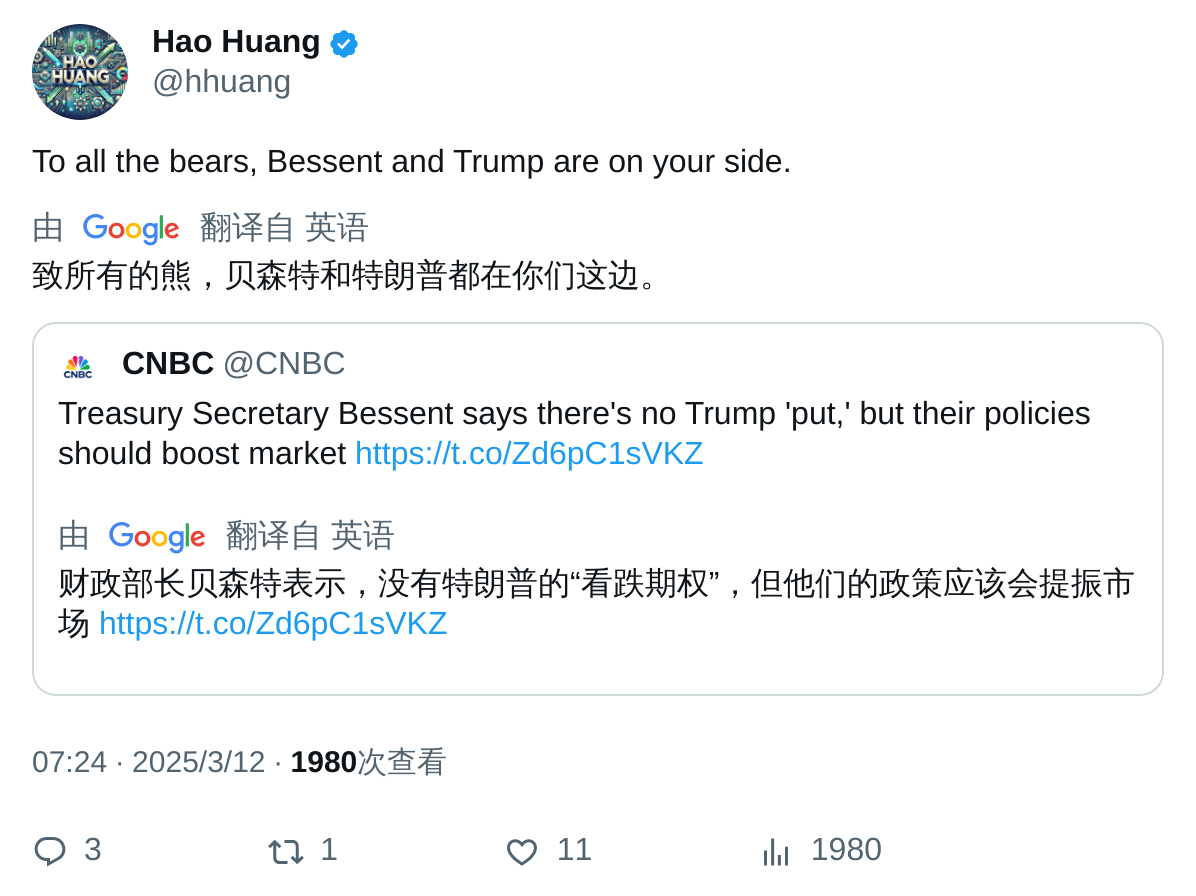 HAO
HUANG
Hao Huang
@hhuang
To all the bears, Bessent and Trump are on your side.
由 Google 翻译自 英语
致所有的熊，贝森特和特朗普都在你们这边。
CNBC
CNBC @CNBC
Treasury Secretary Bessent says there's no Trump 'put,' but their policies
should boost market https://t.co/Zd6pC1sVKZ
由 Google 翻译自 英语
财政部长贝森特表示，没有特朗普的“看跌期权”，但他们的政策应该会提振市
场 https://t.co/Zd6pC1sVKZ
07:24 · 2025/3/12 · 1980次查看
3 1 11 1980